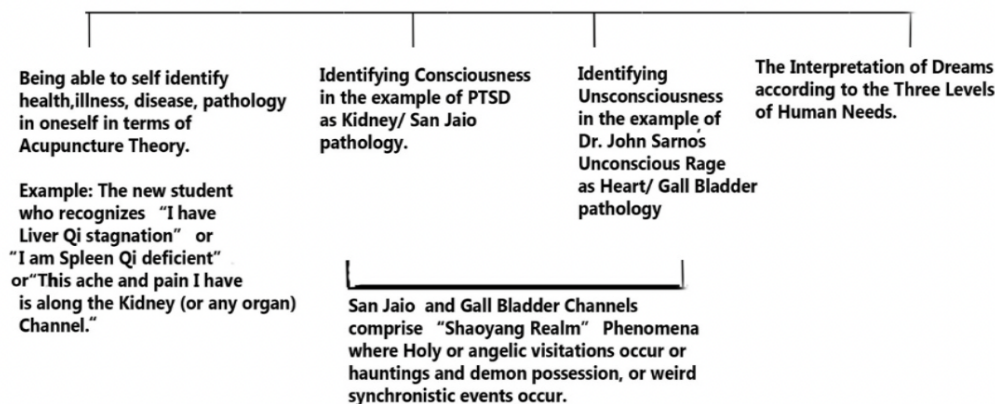 Being able to self identify
health,illness, disease, pathology
in oneself in terms of
Acupuncture Theory.
Example: The new student
who recognizes “I have
Liver Qi stagnation” or
“I am Spleen Qi deficient”
or“This ache and pain I have
is along the Kidney (or any organ)
Channel.“
Identifying Consciousness
in the example of PTSD
as Kidney/ San Jaio
pathology.
Identifying
Unsconsciousness
in the example of
Dr. John Sarno's
Unconscious Rage
as Heart/ Gall Bladder
pathology
The Interpretation of Dreams
according to the Three Levels
of Human Needs.
San Jaio and Gall Bladder Channels
comprise “Shaoyang Realm” Phenomena
where Holy or angelic visitations occur or
hauntings and demon possession, or weird
synchronistic events occur.